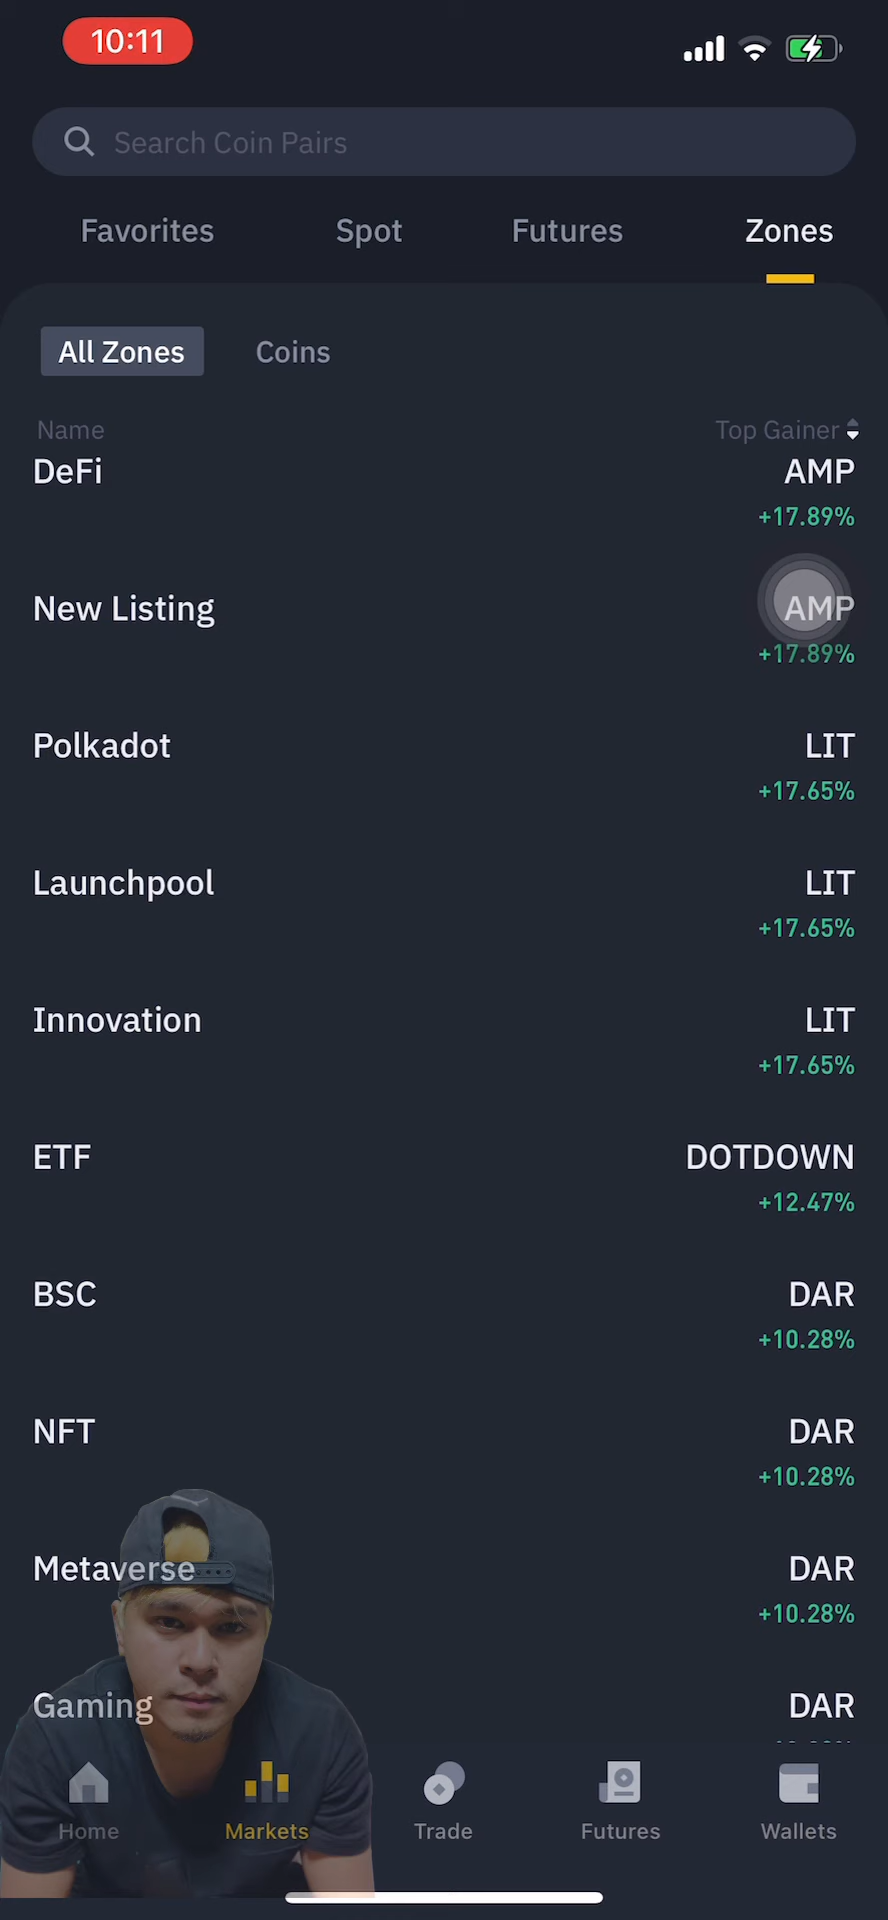 10:11
Search Coin Pairs
Favorites Spot Futures Zones
All Zones Coins
Name Top Gainer
DeFi AMP
+17.89%
New Listing AMP
+17.89%
Polkadot LIT
+17.65%
Launchpool LIT
+17.65%
Innovation LIT
+17.65%
ETF DOTDOWN
+12.47%
BSC DAR
+10.28%
NFT DAR
+10.28%
Metaverse DAR
+10.28%
Gaming DAR
Home Markets Trade Futures Wallets